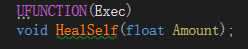 UFUNCTION(Exec)
void HealSelf(float Amount);